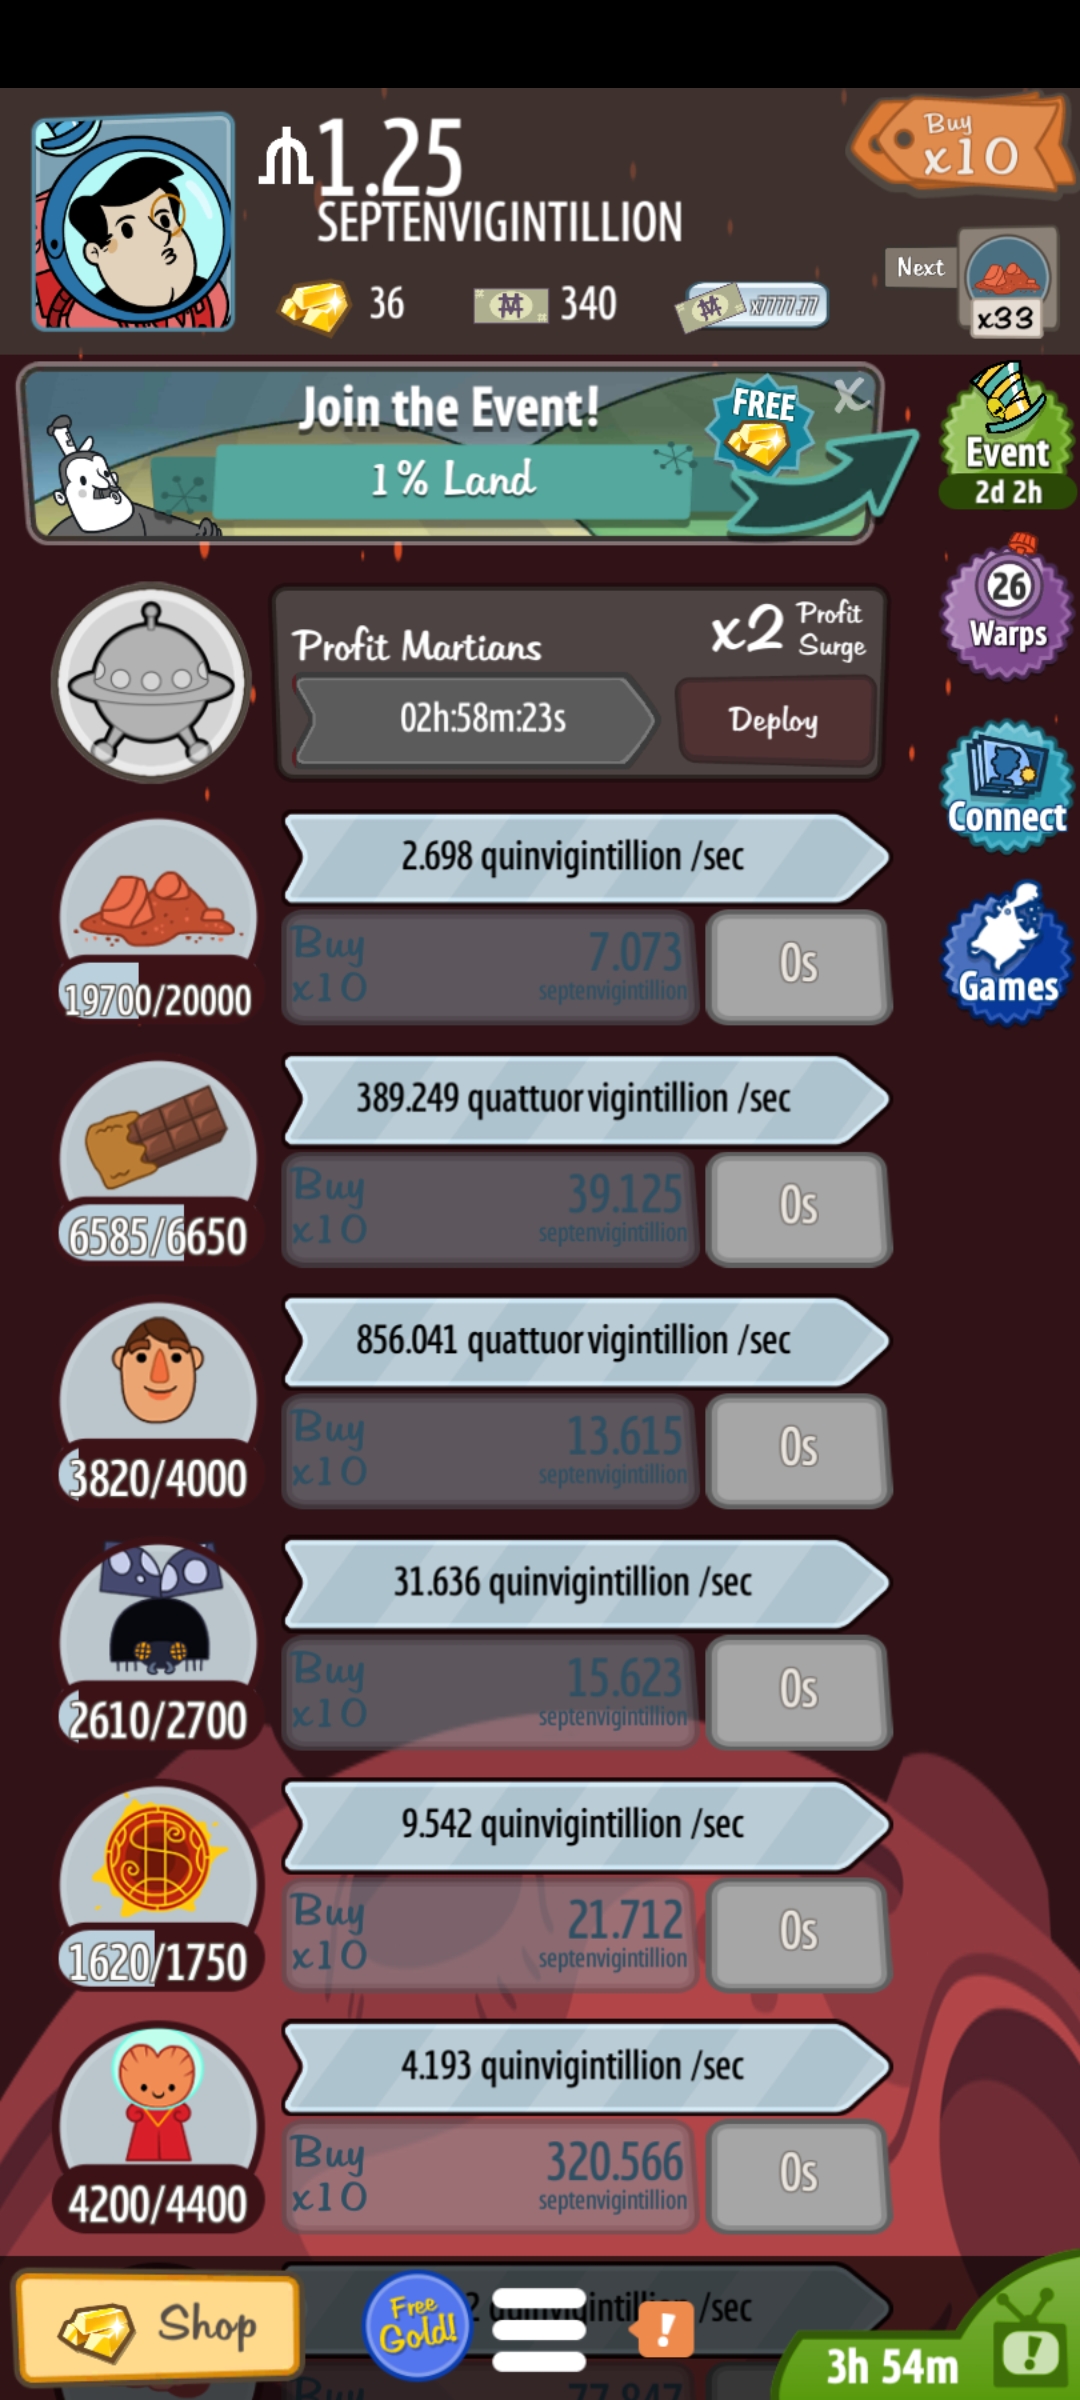 1.25
SEPTENVIGINTILLION
Buy
x10
36
340
x7777.77
Next
x33
Join the Event!
1% Land
FREE
X
Event
2d 2h
Profit Martians
x2 Profit Surge
02h:58m:23s
Deploy
26
Warps
Connect
Games
2.698 quinvigintillion /sec
19700/20000
Buy x10
7.073
septenvigintillion
0s
389.249 quattuorvigintillion /sec
6585/6650
Buy x10
39.125
septenvigintillion
0s
856.041 quattuorvigintillion /sec
3820/4000
Buy x10
13.615
septenvigintillion
0s
31.636 quinvigintillion /sec
2610/2700
Buy x10
15.623
septenvigintillion
0s
9.542 quinvigintillion /sec
1620/1750
Buy x10
21.712
septenvigintillion
0s
4.193 quinvigintillion /sec
4200/4400
Buy x10
320.566
septenvigintillion
0s
Shop
Free Gold!
/sec
!
3h 54m
!
Buy